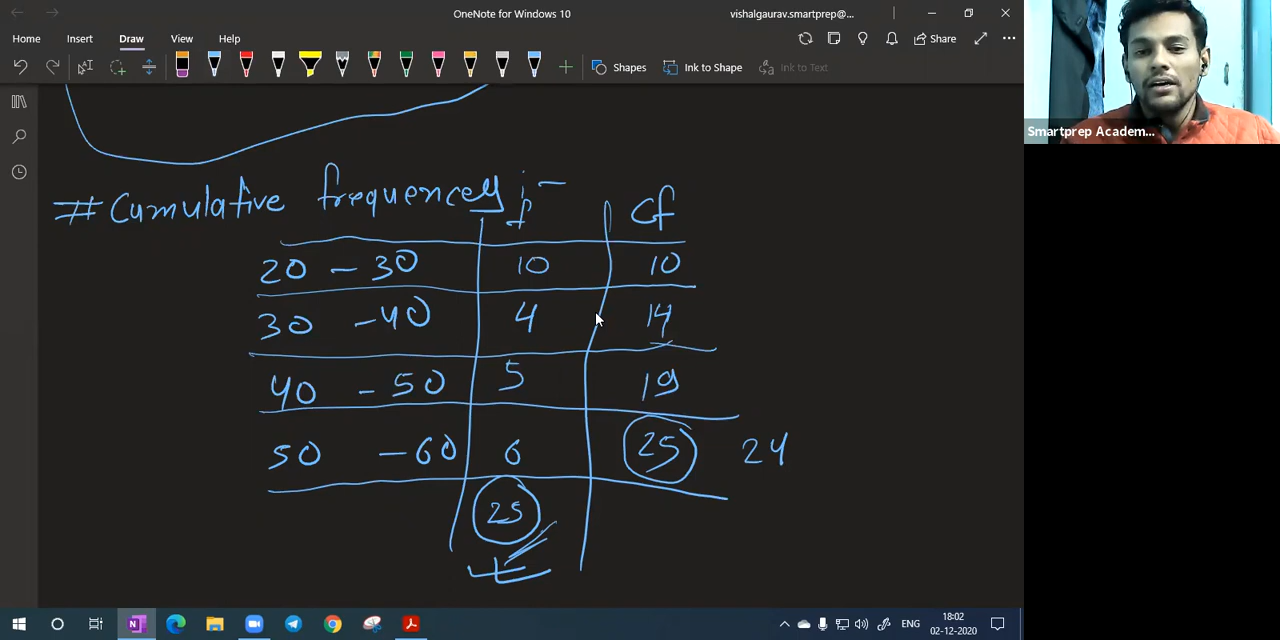 OneNote for Windows 10
vishalgaurav.smartprep@...
Home Insert Draw View Help
Share
Shapes Ink to Shape Ink to Text
Smartprep Academ...
# Cumulative frequencey :-
f Cf
20 - 30 10 10
30 - 40 4 14
40 - 50 5 19
50 - 60 6 25 24
25
ENG
18:02
02-12-2020